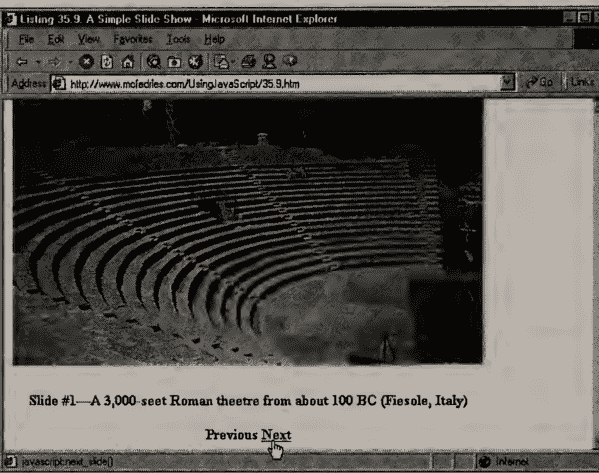 Listing 35.9. A Simple Slide Show - Microsoft Internet Explorer
File Edit View Favorites Tools Help
Address http://www.mcfedries.com/UsingJavaScript/35.9.htm Go Links
Slide #1—A 3,000-seet Roman theetre from about 100 BC (Fiesole, Italy)
Previous Next
javascript:next_slide() Internet